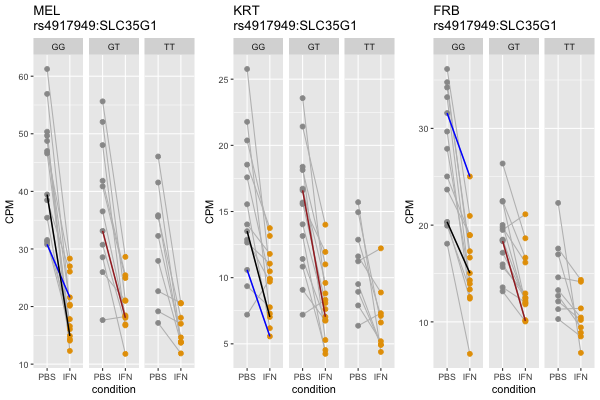 MEL
rs4917949:SLC35G1
GG GT TT
60
50
40
30
20
10
CPM
PBS IFN PBS IFN PBS IFN
condition
KRT
rs4917949:SLC35G1
GG GT TT
25
20
15
10
5
CPM
PBS IFN PBS IFN PBS IFN
condition
FRB
rs4917949:SLC35G1
GG GT TT
30
20
10
CPM
PBS IFN PBS IFN PBS IFN
condition